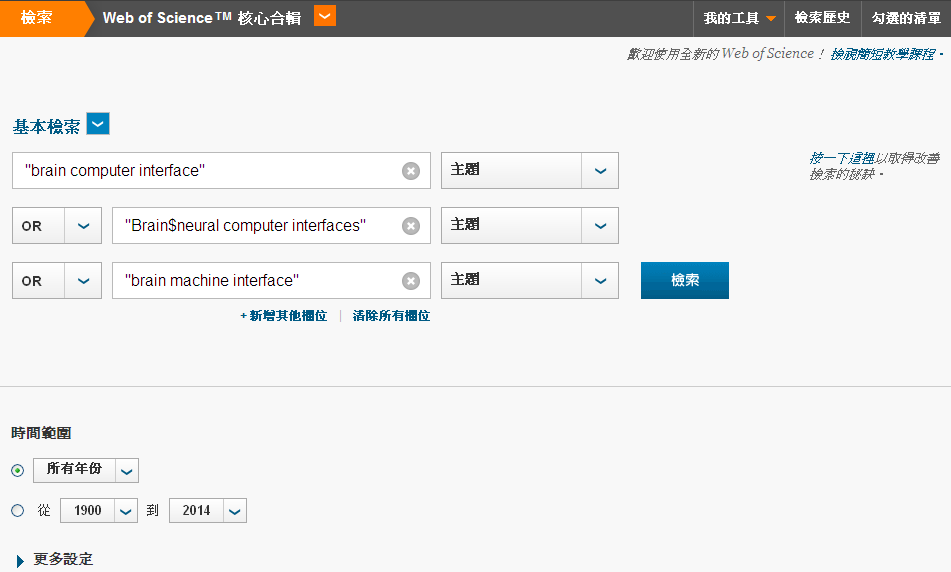 檢索 Web of Science™ 核心合輯 我的工具 檢索歷史 勾選的清單
歡迎使用全新的 Web of Science！ 檢視簡短教學課程。
基本檢索
"brain computer interface" 主題
按一下這裡以取得改善
檢索的秘訣。
OR "Brain$neural computer interfaces" 主題
OR "brain machine interface" 主題 檢索
+新增其他欄位 | 清除所有欄位
時間範圍
所有年份
從 1900 到 2014
更多設定